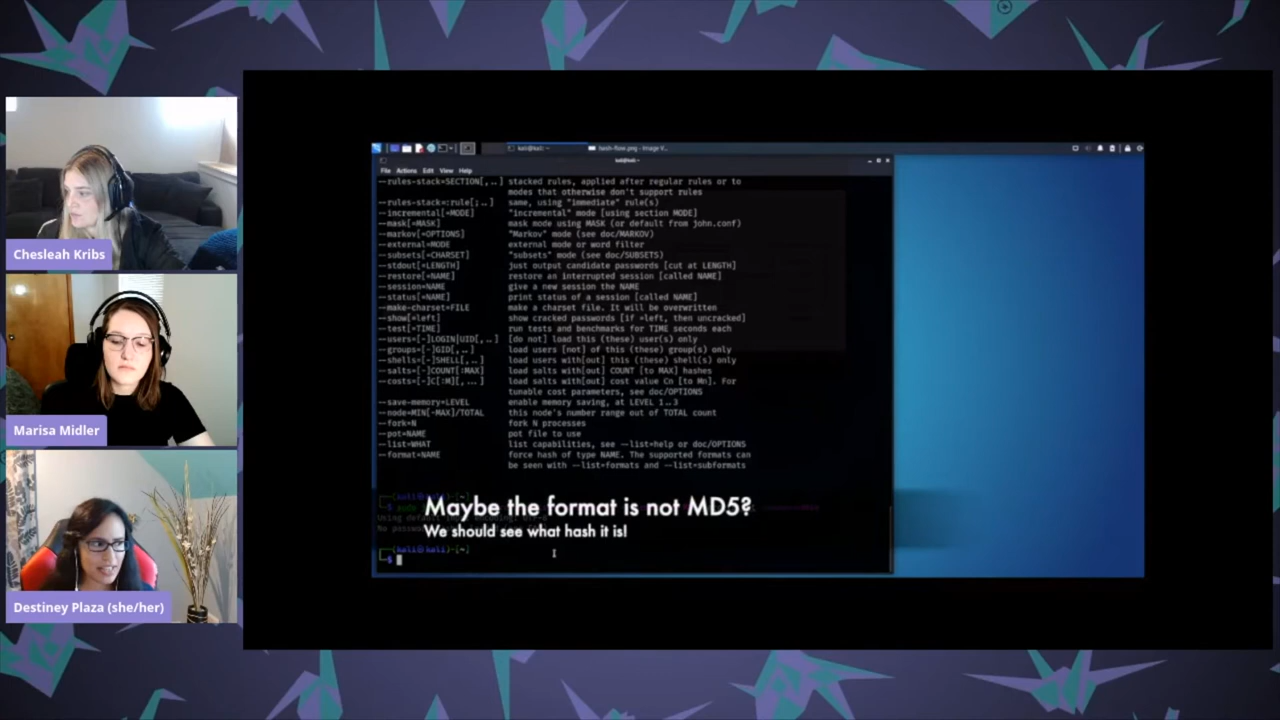 Chesleah Kribs
Marisa Midler
Destiney Plaza (she/her)
File Actions Edit View Help
--rules-stack=SECTION[,..] stacked rules, applied after regular rules or to
modes that otherwise don't support rules
--rules-stack=:rule[;..] same, using "immediate" rule(s)
--incremental[=MODE] "incremental" mode [using section MODE]
--mask[=MASK] mask mode using MASK (or default from john.conf)
--markov[=OPTIONS] "Markov" mode (see doc/MARKOV)
--external=MODE external mode or word filter
--subsets[=CHARSET] "subsets" mode (see doc/SUBSETS)
--stdout[=LENGTH] just output candidate passwords [cut at LENGTH]
--restore[=NAME] restore an interrupted session [called NAME]
--session=NAME give a new session the NAME
--status[=NAME] print status of a session [called NAME]
--make-charset=FILE make a charset file. It will be overwritten
--show[=left] show cracked passwords [if =left, then uncracked]
--test[=TIME] run tests and benchmarks for TIME seconds each
--users=[-]LOGIN|UID[,..] [do not] load this (these) user(s) only
--groups=[-]GID[,..] load users [not] of this (these) group(s) only
--shells=[-]SHELL[,..] load users with[out] this (these) shell(s) only
--salts=[-]COUNT[:MAX] load salts with[out] COUNT [to MAX] hashes
--costs=[-]C[:M][,...] load salts with[out] cost value Cn [to Mn]. For
tunable cost parameters, see doc/OPTIONS
--save-memory=LEVEL enable memory saving, at LEVEL 1..3
--node=MIN[-MAX]/TOTAL this node's number range out of TOTAL count
--fork=N fork N processes
--pot=NAME pot file to use
--list=WHAT list capabilities, see --list=help or doc/OPTIONS
--format=NAME force hash of type NAME. The supported formats can
be seen with --list=formats and --list=subformats
Maybe the format is not MD5?
We should see what hash it is!
(kali㉿kali)-[~]
$